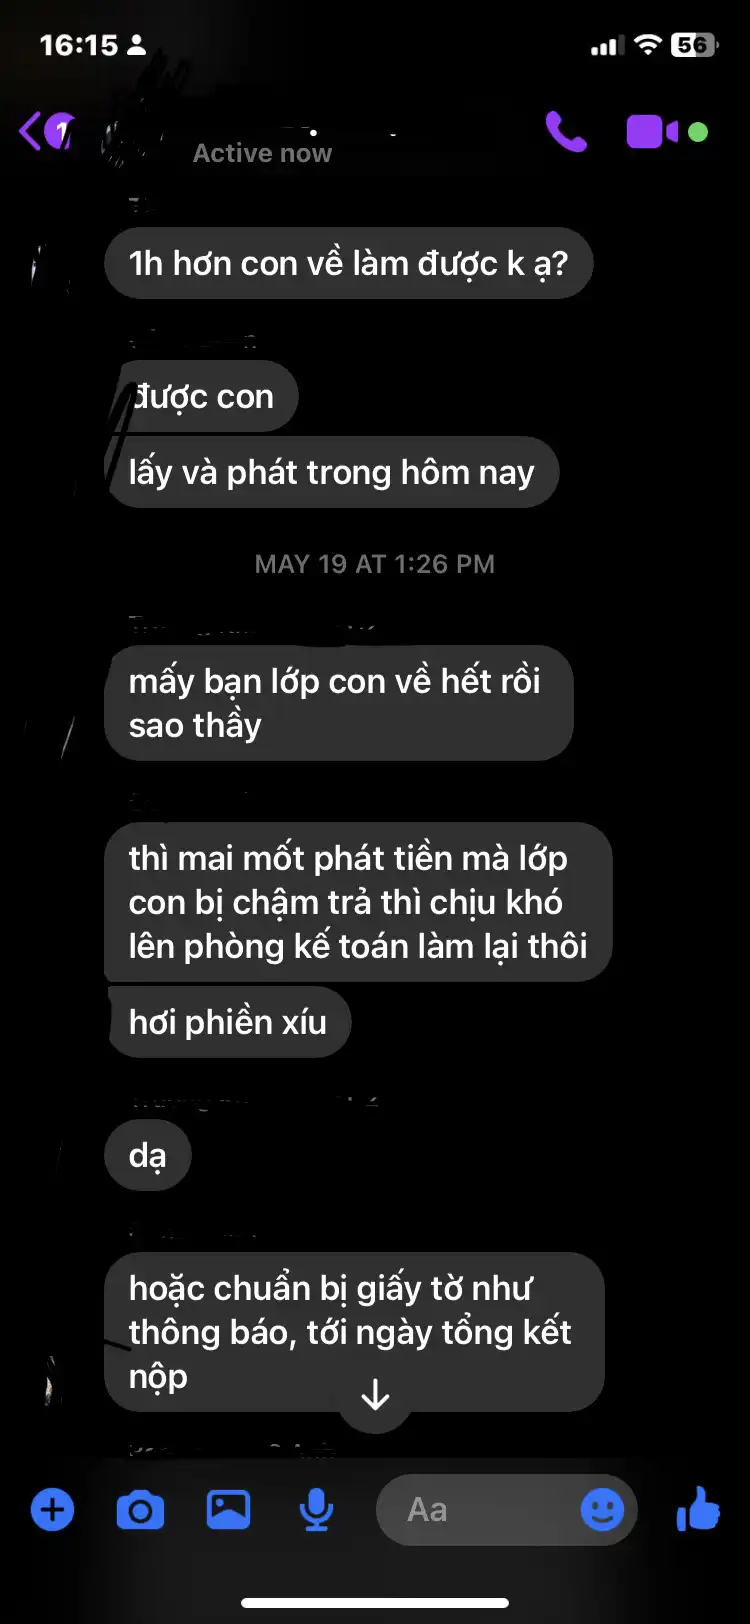 16:15
56
1
Active now
1h hơn con về làm được k ạ?
được con
lấy và phát trong hôm nay
MAY 19 AT 1:26 PM
mấy bạn lớp con về hết rồi
sao thầy
thì mai mốt phát tiền mà lớp
con bị chậm trả thì chịu khó
lên phòng kế toán làm lại thôi
hơi phiền xíu
dạ
hoặc chuẩn bị giấy tờ như
thông báo, tới ngày tổng kết
nộp
Aa